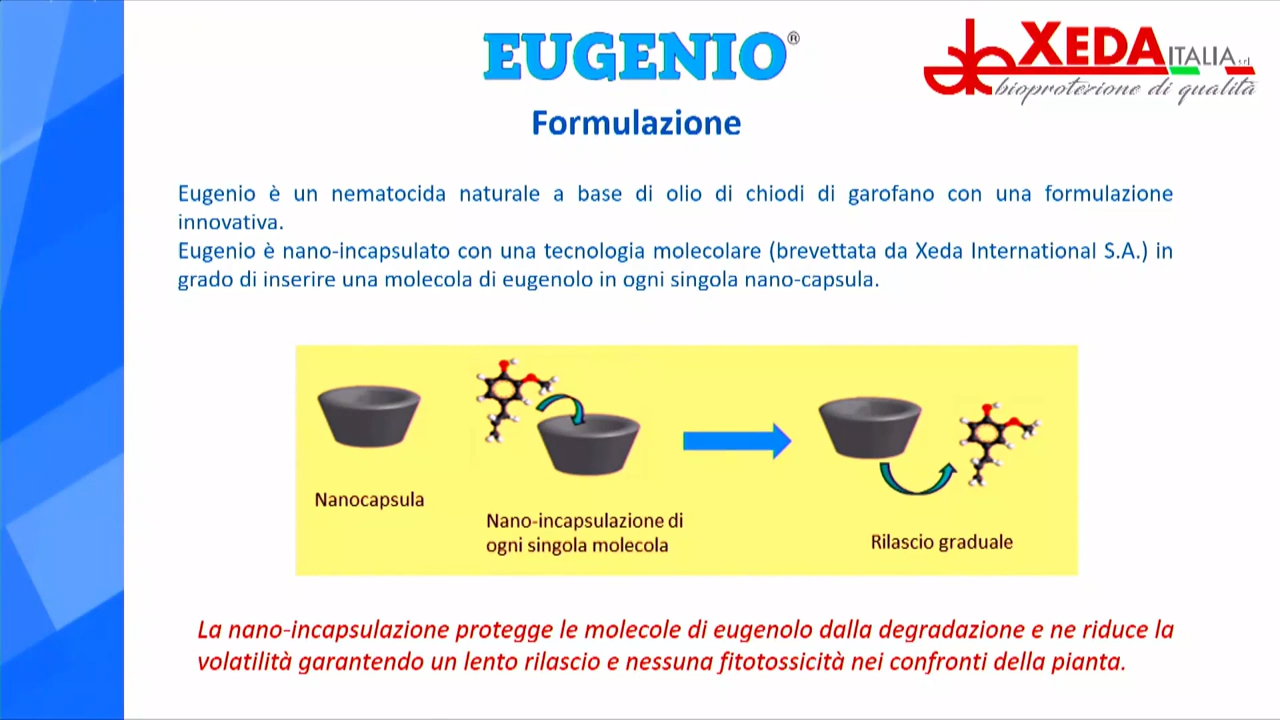 EUGENIO®
XEDA ITALIA s.r.l
bioprotezione di qualità
Formulazione
Eugenio è un nematocida naturale a base di olio di chiodi di garofano con una formulazione
innovativa.
Eugenio è nano-incapsulato con una tecnologia molecolare (brevettata da Xeda International S.A.) in
grado di inserire una molecola di eugenolo in ogni singola nano-capsula.
Nanocapsula
Nano-incapsulazione di
ogni singola molecola
Rilascio graduale
La nano-incapsulazione protegge le molecole di eugenolo dalla degradazione e ne riduce la
volatilità garantendo un lento rilascio e nessuna fitotossicità nei confronti della pianta.